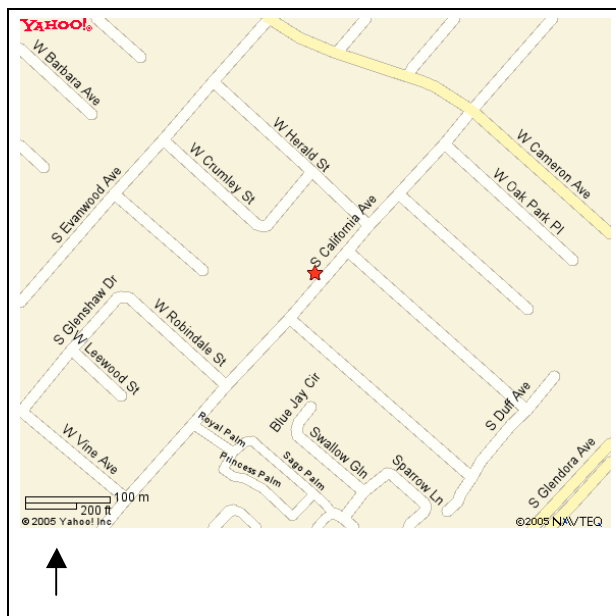 YAHOO!®
W Barbara Ave
W Herald St
W Cameron Ave
W Crumley St
W Oak Park Pl
S Evanwood Ave
S California Ave
S Glenshaw Dr
W Robindale St
W Leewood St
Blue Jay Cir
S Duff Ave
Royal Palm
Swallow Gln
W Vine Ave
Princess Palm
Sago Palm
Sparrow Ln
S Glendora Ave
100 m
200 ft
©2005 Yahoo! Inc
©2005 NAVTEQ